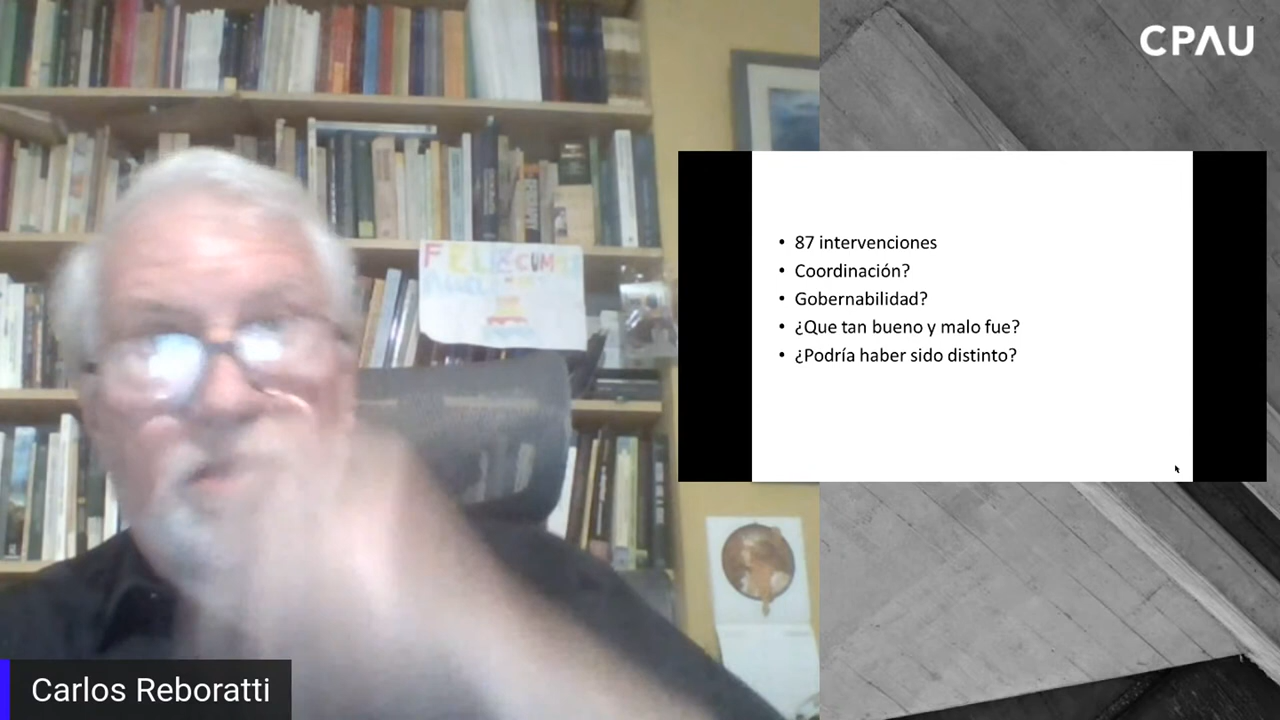 CPAU
• 87 intervenciones
• Coordinación?
• Gobernabilidad?
• ¿Que tan bueno y malo fue?
• ¿Podría haber sido distinto?
Carlos Reboratti